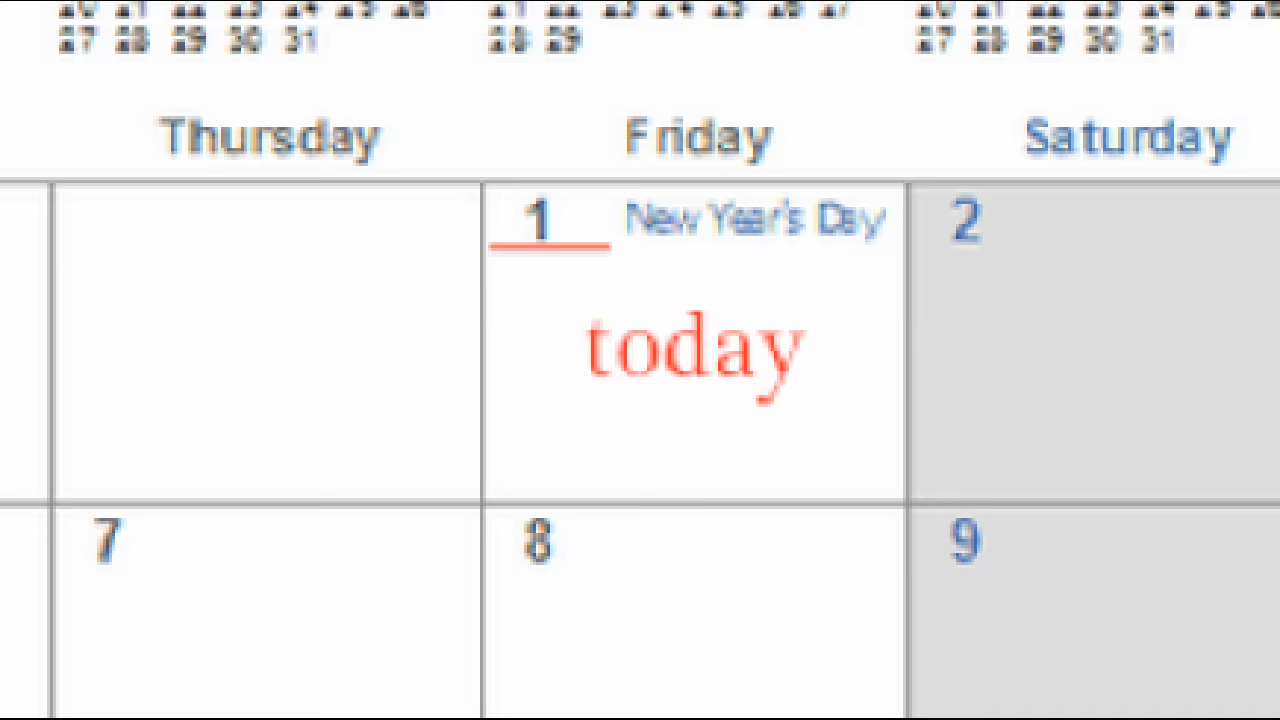 27 28 29 30 31 28 29 27 28 29 30 31
Thursday Friday Saturday
1 New Year's Day 2
today
7 8 9